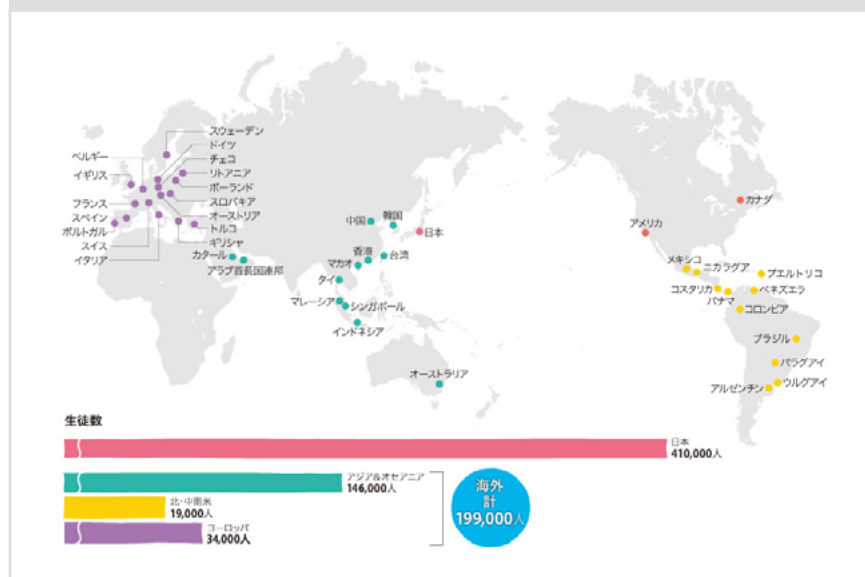 スウェーデン
ドイツ
チェコ
リトアニア
ポーランド
スロバキア
オーストリア
トルコ
ギリシャ
ベルギー
イギリス
フランス
スペイン
ポルトガル
スイス
イタリア
カタール
アラブ首長国連邦
中国
韓国
日本
香港
台湾
マカオ
タイ
マレーシア
シンガポール
インドネシア
オーストラリア
カナダ
アメリカ
メキシコ
ニカラグア
プエルトリコ
コスタリカ
パナマ
ベネズエラ
コロンビア
ブラジル
パラグアイ
アルゼンチン
ウルグアイ
生徒数
日本
410,000人
アジア&オセアニア
146,000人
北・中南米
19,000人
ヨーロッパ
34,000人
海外
計
199,000人